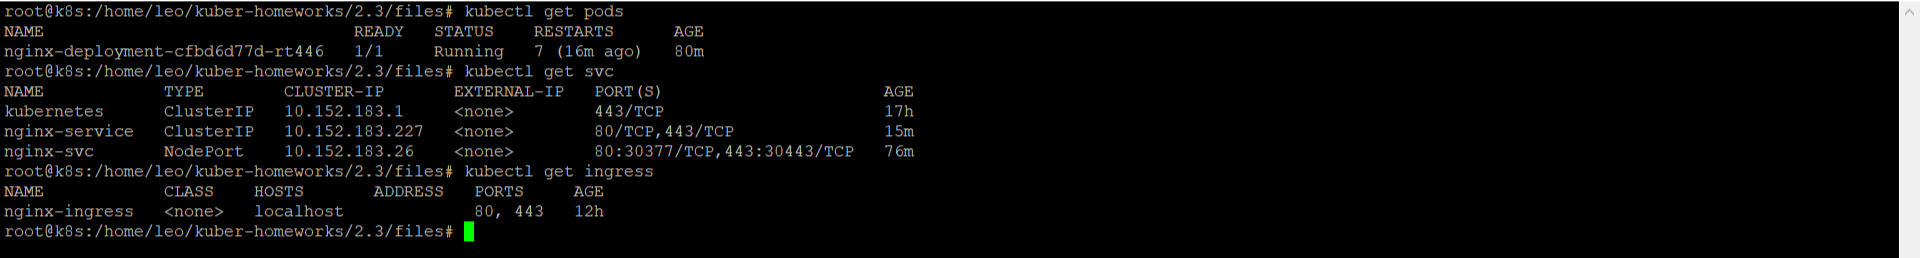 root@k8s:/home/leo/kuber-homeworks/2.3/files# kubectl get pods
NAME                               READY   STATUS    RESTARTS      AGE
nginx-deployment-cfbd6d77d-rt446   1/1     Running   7 (16m ago)   80m
root@k8s:/home/leo/kuber-homeworks/2.3/files# kubectl get svc
NAME            TYPE        CLUSTER-IP       EXTERNAL-IP   PORT(S)                      AGE
kubernetes      ClusterIP   10.152.183.1     <none>        443/TCP                      17h
nginx-service   ClusterIP   10.152.183.227   <none>        80/TCP,443/TCP               15m
nginx-svc       NodePort    10.152.183.26    <none>        80:30377/TCP,443:30443/TCP   76m
root@k8s:/home/leo/kuber-homeworks/2.3/files# kubectl get ingress
NAME            CLASS    HOSTS       ADDRESS   PORTS     AGE
nginx-ingress   <none>   localhost             80, 443   12h
root@k8s:/home/leo/kuber-homeworks/2.3/files#